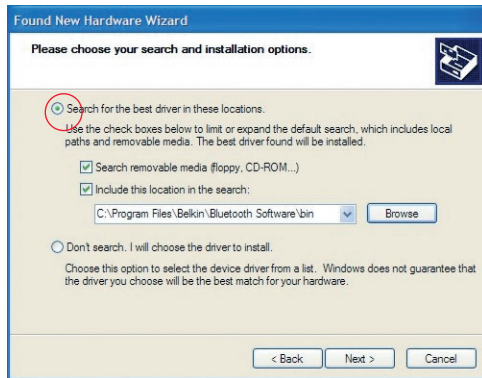 Found New Hardware Wizard
Please choose your search and installation options.
Search for the best driver in these locations.
Use the check boxes below to limit or expand the default search, which includes local
paths and removable media. The best driver found will be installed.
Search removable media (floppy, CD-ROM...)
Include this location in the search:
C:\Program Files\Belkin\Bluetooth Software\bin
Browse
Don't search. I will choose the driver to install.
Choose this option to select the device driver from a list. Windows does not guarantee that
the driver you choose will be the best match for your hardware.
< Back
Next >
Cancel